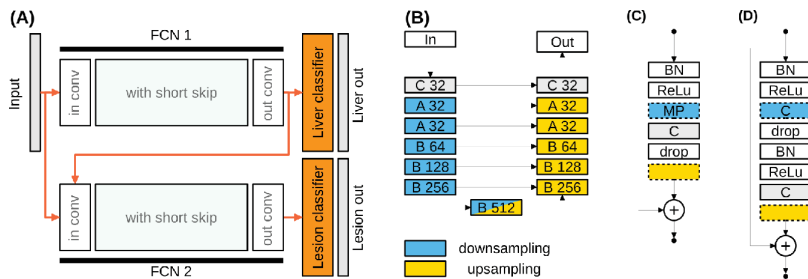 (A)
FCN 1
Input
in conv
with short skip
out conv
Liver classifier
Liver out
in conv
with short skip
out conv
Lesion classifier
Lesion out
FCN 2
(B)
In
Out
C 32
C 32
A 32
A 32
A 32
A 32
B 64
B 64
B 128
B 128
B 256
B 256
B 512
downsampling
upsampling
(C)
BN
ReLu
MP
C
drop
+
(D)
BN
ReLu
C
drop
BN
ReLu
C
+